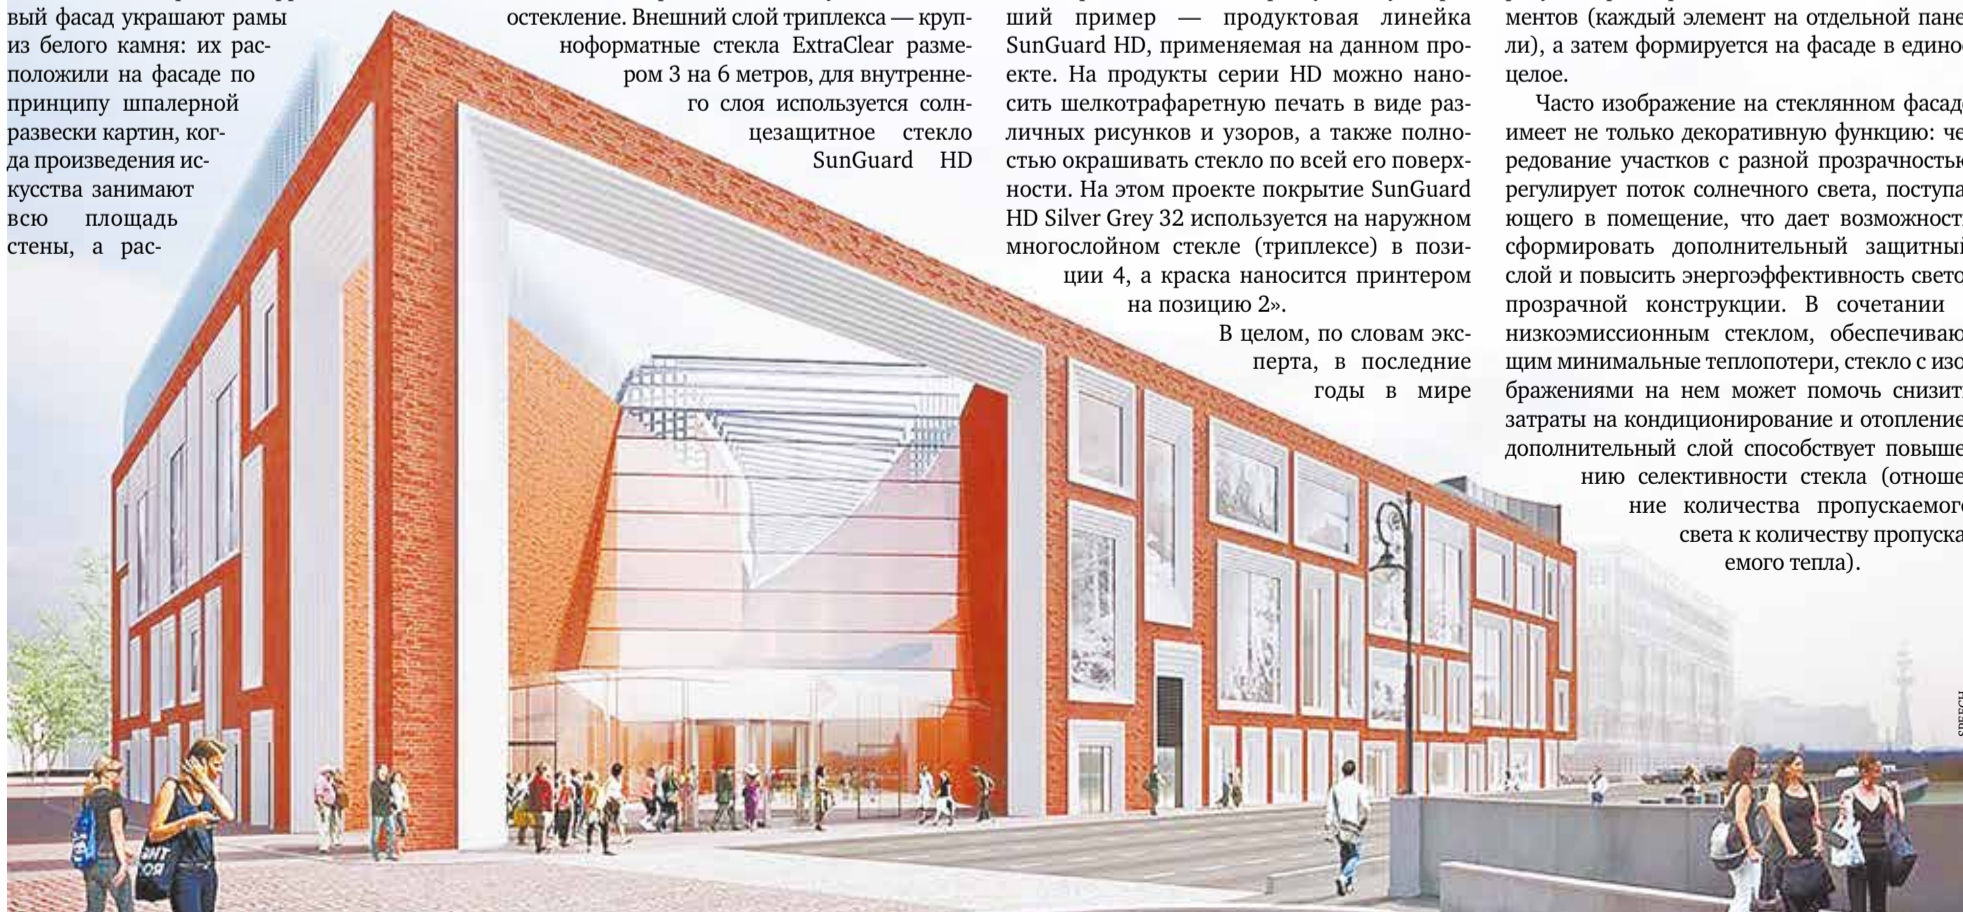 вый фасад украшают рамы
из белого камня: их рас-
положили на фасаде по
принципу шпалерной
развески картин, ког-
да произведения ис-
кусства занимают
всю площадь
стены, а рас-
остекление. Внешний слой триплекса — круп-
ноформатные стекла ExtraClear разме-
ром 3 на 6 метров, для внутренне-
го слоя используется солн-
цезащитное стекло
SunGuard HD
ший пример — продуктовая линейка
SunGuard HD, применяемая на данном про-
екте. На продукты серии HD можно нано-
сить шелкотрафаретную печать в виде раз-
личных рисунков и узоров, а также полно-
стью окрашивать стекло по всей его поверх-
ности. На этом проекте покрытие SunGuard
HD Silver Grey 32 используется на наружном
многослойном стекле (триплексе) в пози-
ции 4, а краска наносится принтером
на позицию 2».
В целом, по словам экс-
перта, в последние
годы в мире
ментов (каждый элемент на отдельной пане
ли), а затем формируется на фасаде в едино
целое.
Часто изображение на стеклянном фасад
имеет не только декоративную функцию: че
редование участков с разной прозрачностью
регулирует поток солнечного света, поступа
ющего в помещение, что дает возможност
сформировать дополнительный защитный
слой и повысить энергоэффективность свето
прозрачной конструкции. В сочетании
низкоэмиссионным стеклом, обеспечиваю
щим минимальные теплопотери, стекло с изо
бражениями на нем может помочь снизит
затраты на кондиционирование и отопление
дополнительный слой способствует повыше
нию селективности стекла (отноше
ние количества пропускаемого
света к количеству пропуска
емого тепла).
SPEECH